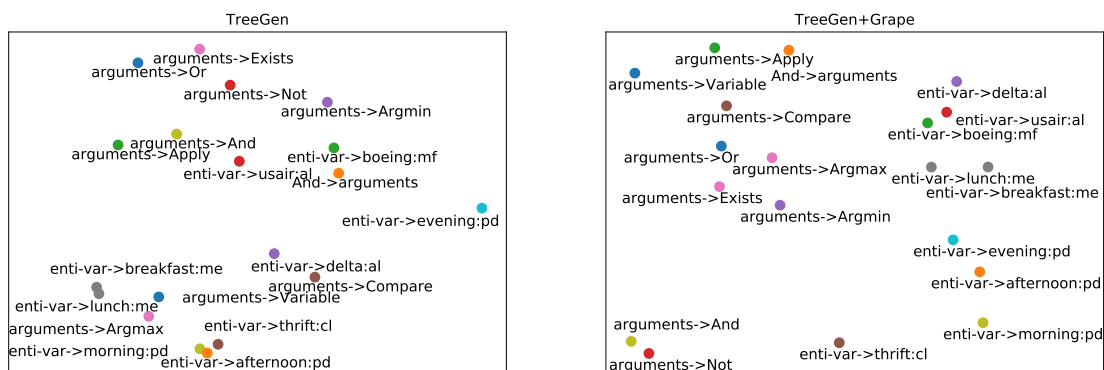 TreeGen
arguments->Exists
arguments->Or
arguments->Not
arguments->Argmin
arguments->And
arguments->Apply
enti-var->boeing:mf
enti-var->usair:al
And->arguments
enti-var->evening:pd
enti-var->breakfast:me
enti-var->delta:al
arguments->Compare
arguments->Variable
enti-var->lunch:me
arguments->Argmax
enti-var->thrift:cl
enti-var->morning:pd
enti-var->afternoon:pd
TreeGen+Grape
arguments->Apply
And->arguments
arguments->Variable
enti-var->delta:al
arguments->Compare
enti-var->usair:al
enti-var->boeing:mf
arguments->Or
arguments->Argmax
enti-var->lunch:me
enti-var->breakfast:me
arguments->Exists
arguments->Argmin
enti-var->evening:pd
enti-var->afternoon:pd
arguments->And
enti-var->morning:pd
enti-var->thrift:cl
arguments->Not